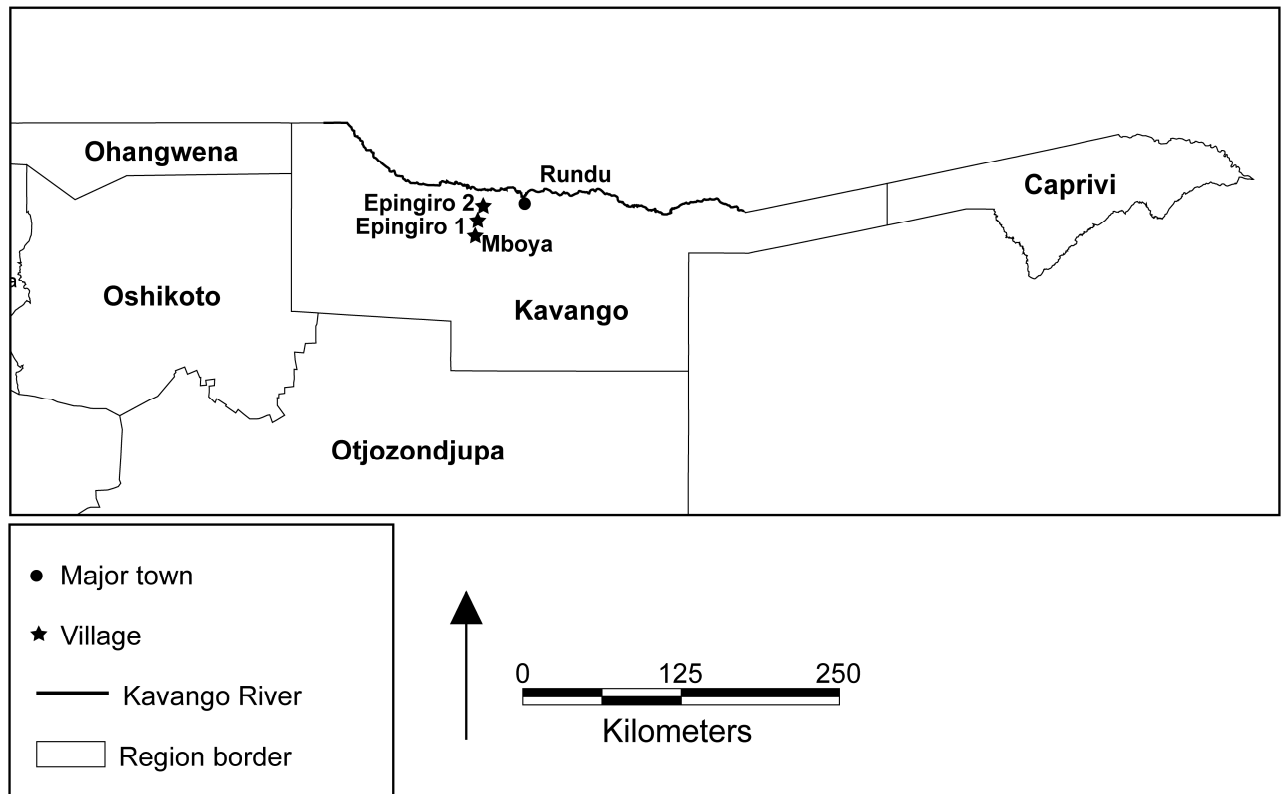 Ohangwena
Rundu
Caprivi
Epingiro 2
Epingiro 1
Mboya
a
Oshikoto
Kavango
Otjozondjupa
Major town
Village
Kavango River
Region border
0 125 250
Kilometers